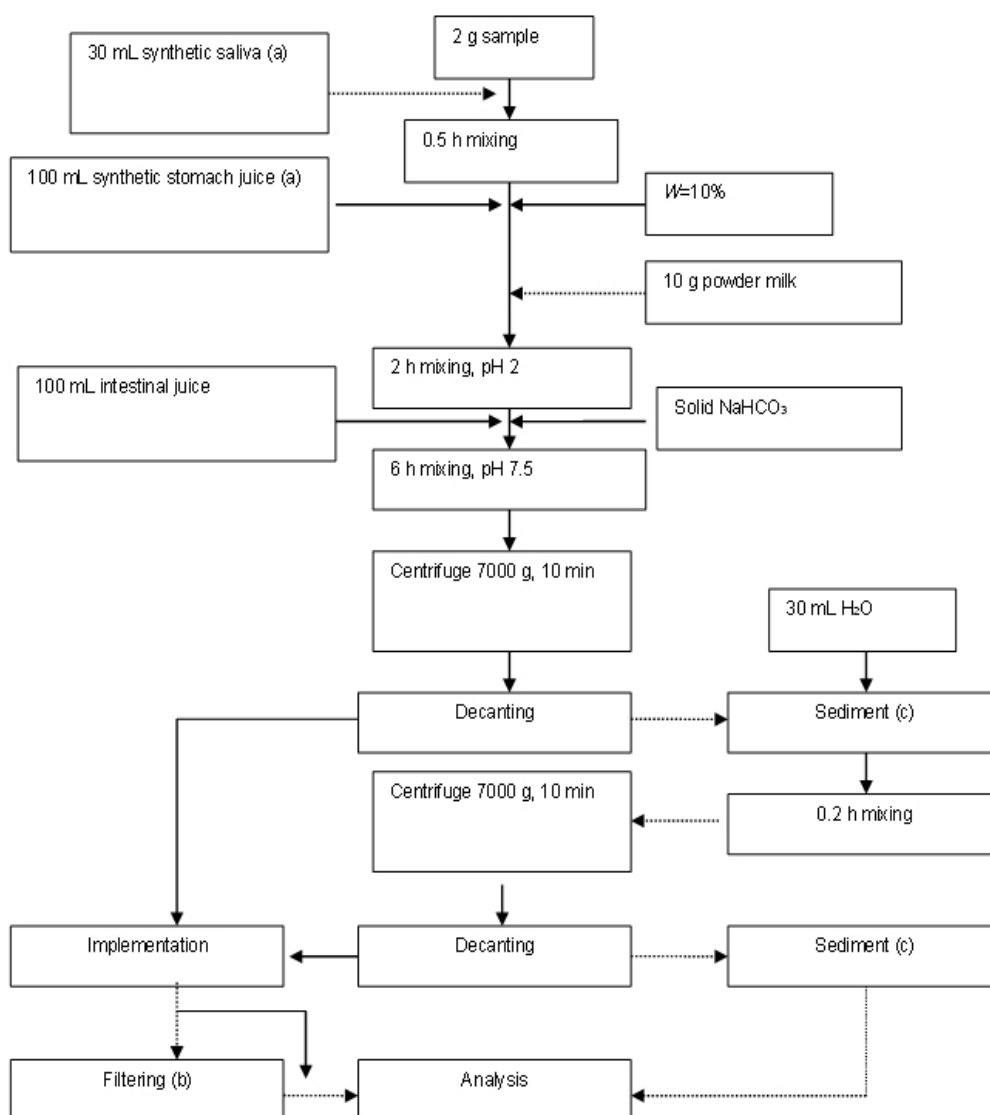 2 g sample
30 mL synthetic saliva (a)
0.5 h mixing
100 mL synthetic stomach juice (a)
W=10%
10 g powder milk
2 h mixing, pH 2
100 mL intestinal juice
Solid NaHCO₃
6 h mixing, pH 7.5
Centrifuge 7000 g, 10 min
30 mL H₂O
Decanting
Sediment (c)
Centrifuge 7000 g, 10 min
0.2 h mixing
Implementation
Decanting
Sediment (c)
Filtering (b)
Analysis